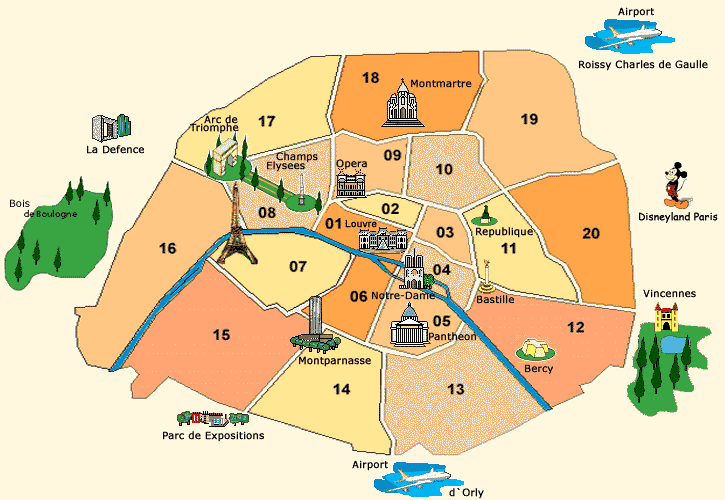 Airport
Roissy Charles de Gaulle
18
Montmartre
17
Arc de
Triomphe
19
La Defence
Champs
Elysees
Opera
09
10
Bois
de Boulogne
08
01
Louvre
02
03
Republique
11
20
Disneyland Paris
16
07
04
Notre-Dame
06
Bastille
Vincennes
05
Pantheon
12
15
Montparnasse
Bercy
14
13
Parc de Expositions
Airport
d`Orly